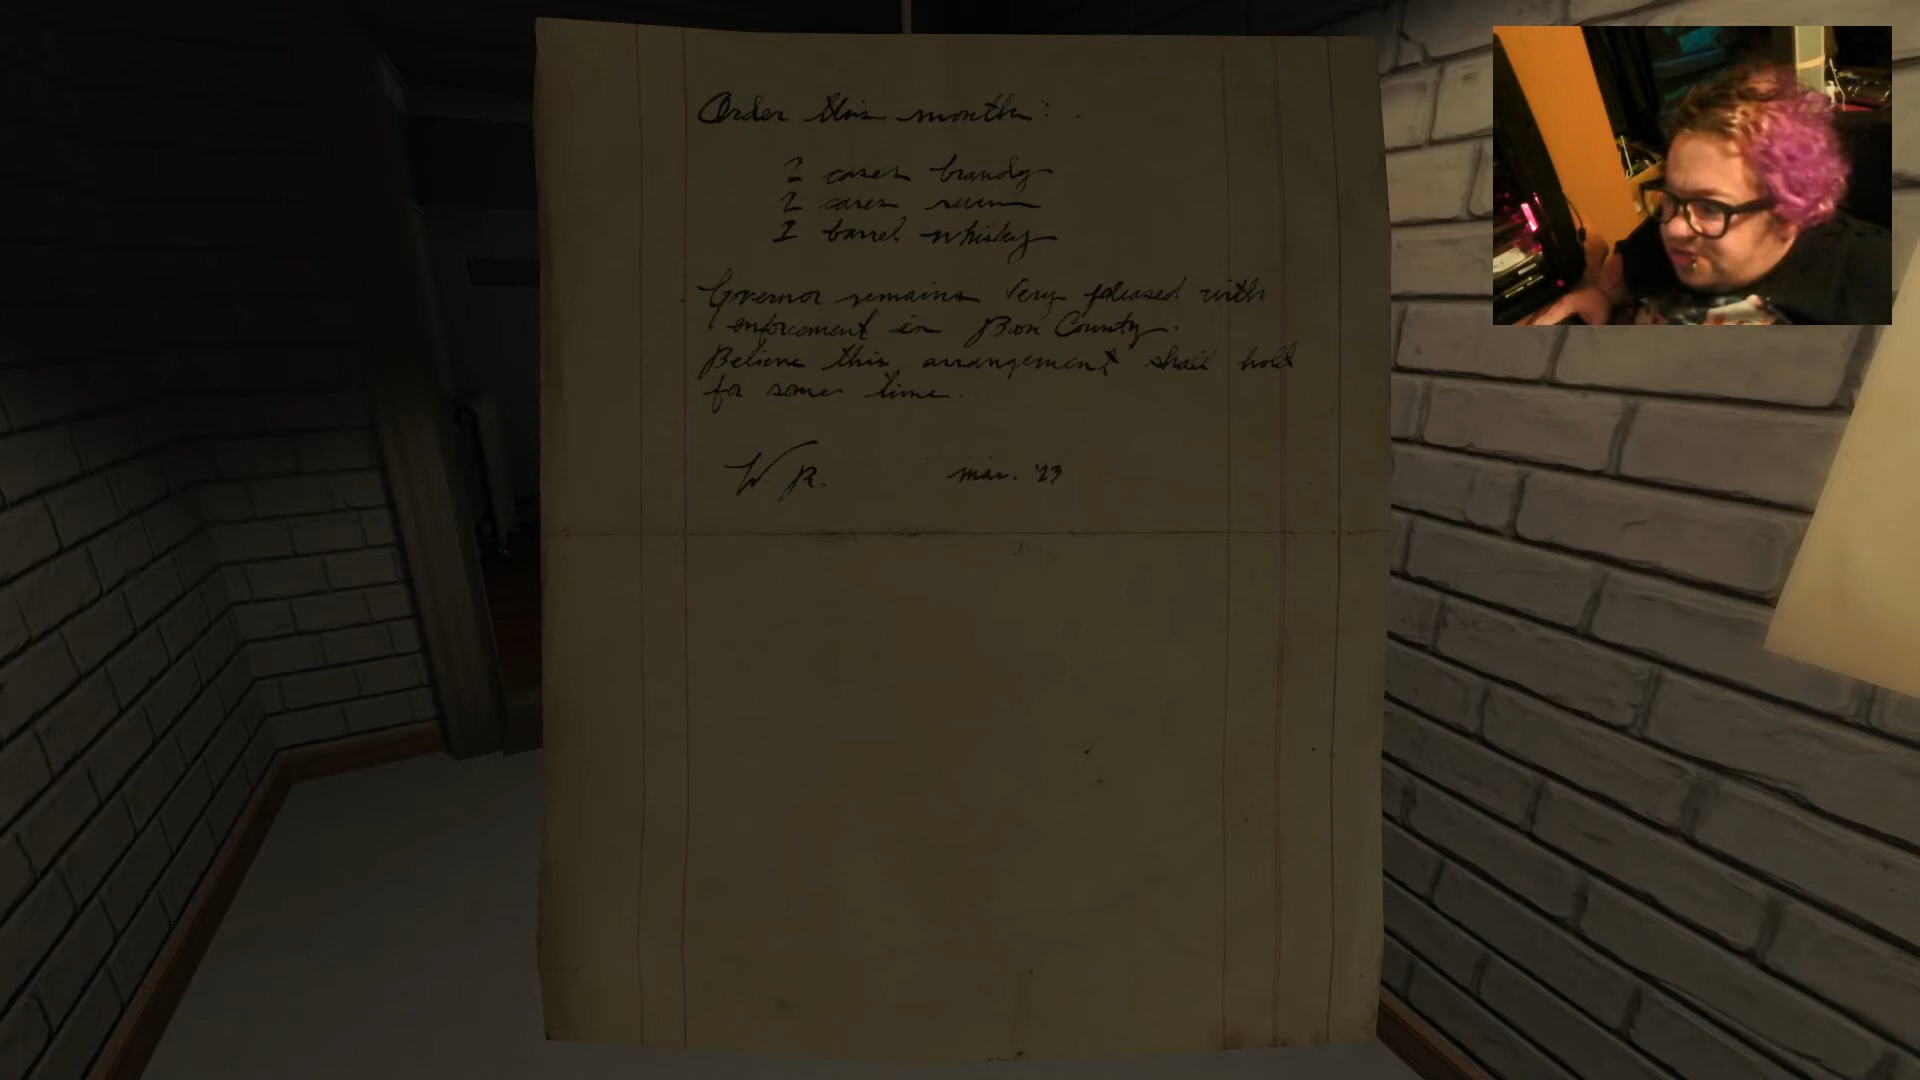 Order this month:
2 cases brandy
2 cases rum
1 barrel whisky
Governor remains very pleased with
enforcement in Boon County.
Believe this arrangement shall hold
for some time.
W. R. mar. '23